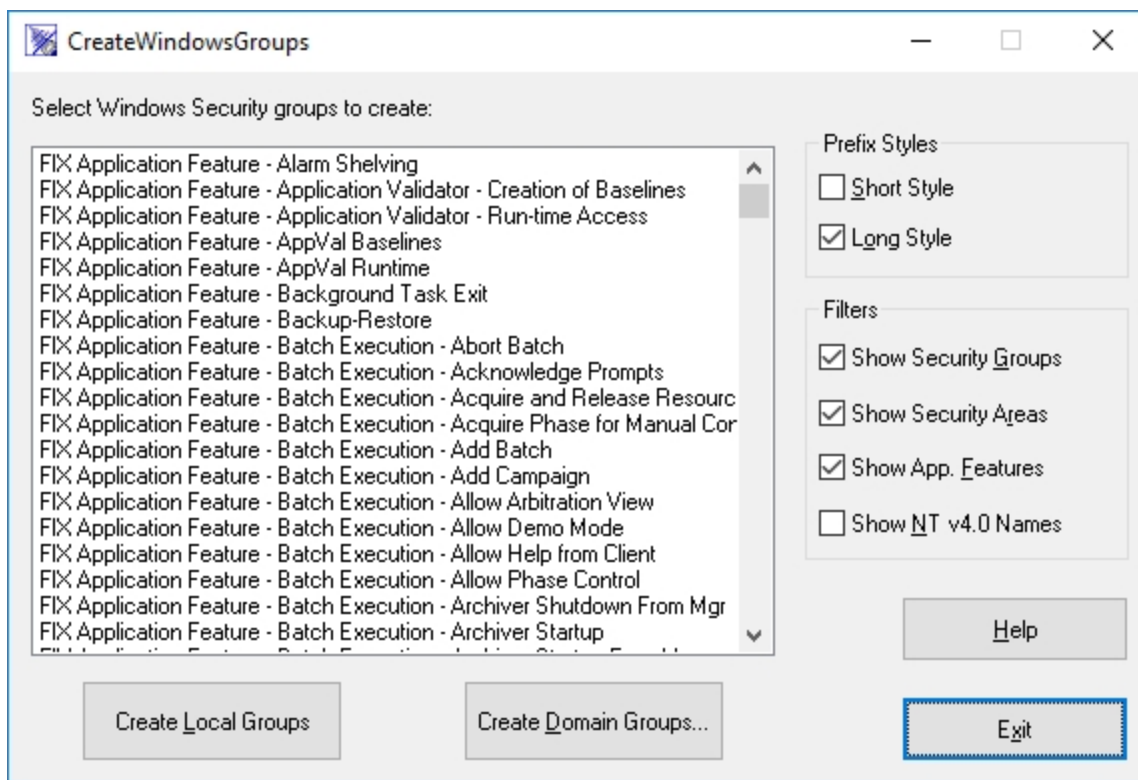 CreateWindowsGroups
Select Windows Security groups to create:
FIX Application Feature - Alarm Shelving
FIX Application Feature - Application Validator - Creation of Baselines
FIX Application Feature - Application Validator - Run-time Access
FIX Application Feature - AppVal Baselines
FIX Application Feature - AppVal Runtime
FIX Application Feature - Background Task Exit
FIX Application Feature - Backup-Restore
FIX Application Feature - Batch Execution - Abort Batch
FIX Application Feature - Batch Execution - Acknowledge Prompts
FIX Application Feature - Batch Execution - Acquire and Release Resourc
FIX Application Feature - Batch Execution - Acquire Phase for Manual Cor
FIX Application Feature - Batch Execution - Add Batch
FIX Application Feature - Batch Execution - Add Campaign
FIX Application Feature - Batch Execution - Allow Arbitration View
FIX Application Feature - Batch Execution - Allow Demo Mode
FIX Application Feature - Batch Execution - Allow Help from Client
FIX Application Feature - Batch Execution - Allow Phase Control
FIX Application Feature - Batch Execution - Archiver Shutdown From Mgr
FIX Application Feature - Batch Execution - Archiver Startup
Create Local Groups
Create Domain Groups...
Prefix Styles
Short Style
Long Style
Filters
Show Security Groups
Show Security Areas
Show App. Features
Show NT v4.0 Names
Help
Exit